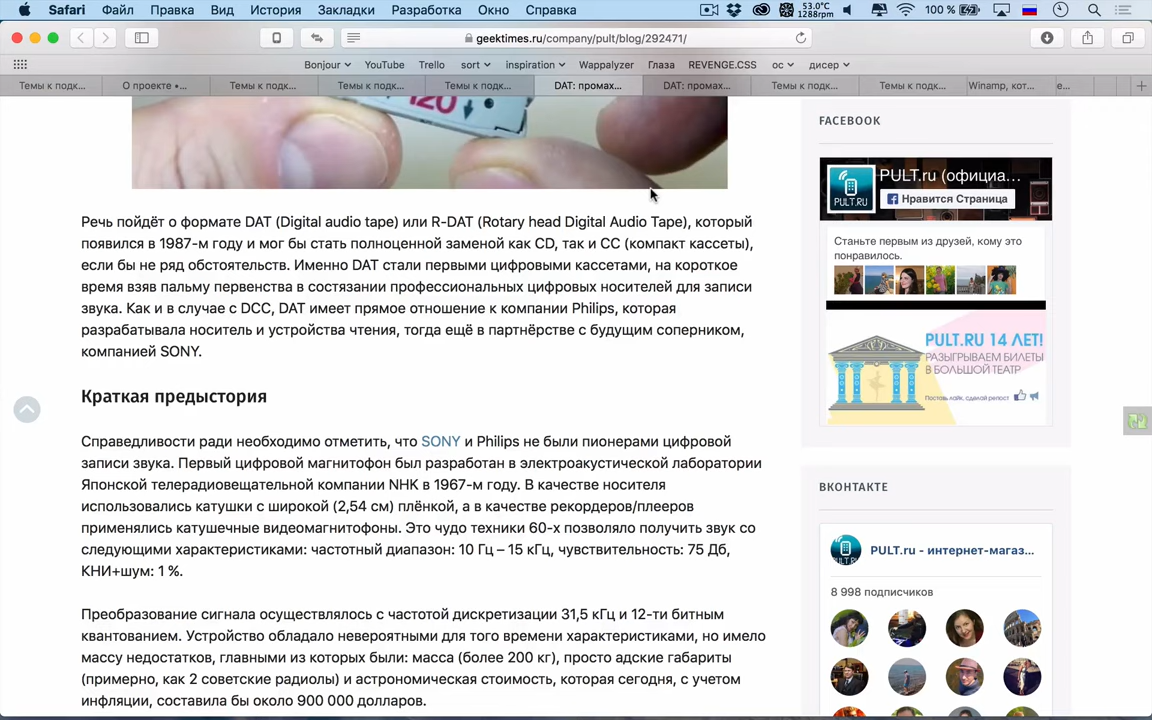 Safari Файл Правка Вид История Закладки Разработка Окно Справка 53.0°C 1288rpm 100 %
geektimes.ru/company/pult/blog/292471/
Bonjour YouTube Trello sort inspiration Wappalyzer Глаза REVENGE.CSS ос дисер
Темы к подк... О проекте •... Темы к подк... Темы к подк... Темы к подк... DAT: промах... DAT: промах... Темы к подк... Темы к подк... Winamp, кот... е...
120
FACEBOOK
PULT.ru (официа...
PULT.RU
Нравится Страница
Речь пойдёт о формате DAT (Digital audio tape) или R-DAT (Rotary head Digital Audio Tape), который
появился в 1987-м году и мог бы стать полноценной заменой как CD, так и CC (компакт кассеты),
если бы не ряд обстоятельств. Именно DAT стали первыми цифровыми кассетами, на короткое
время взяв пальму первенства в состязании профессиональных цифровых носителей для записи
звука. Как и в случае с DCC, DAT имеет прямое отношение к компании Philips, которая
разрабатывала носитель и устройства чтения, тогда ещё в партнёрстве с будущим соперником,
компанией SONY.
Станьте первым из друзей, кому это
понравилось.
PULT.RU 14 ЛЕТ!
РАЗЫГРЫВАЕМ БИЛЕТЫ
В БОЛЬШОЙ ТЕАТР
Поставь лайк, сделай репост
Краткая предыстория
Справедливости ради необходимо отметить, что SONY и Philips не были пионерами цифровой
записи звука. Первый цифровой магнитофон был разработан в электроакустической лаборатории
Японской телерадиовещательной компании NHK в 1967-м году. В качестве носителя
использовались катушки с широкой (2,54 см) плёнкой, а в качестве рекордеров/плееров
применялись катушечные видеомагнитофоны. Это чудо техники 60-х позволяло получить звук со
следующими характеристиками: частотный диапазон: 10 Гц – 15 кГц, чувствительность: 75 Дб,
КНИ+шум: 1 %.
ВКОНТАКТЕ
PULT.ru - интернет-магаз...
8 998 подписчиков
Преобразование сигнала осуществлялось с частотой дискретизации 31,5 кГц и 12-ти битным
квантованием. Устройство обладало невероятными для того времени характеристиками, но имело
массу недостатков, главными из которых были: масса (более 200 кг), просто адские габариты
(примерно, как 2 советские радиолы) и астрономическая стоимость, которая сегодня, с учетом
инфляции, составила бы около 900 000 долларов.